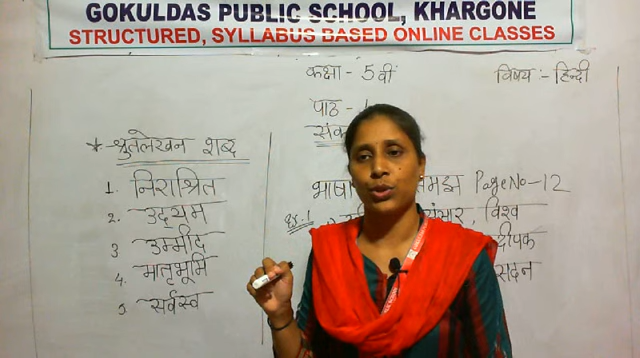 GOKULDAS PUBLIC SCHOOL, KHARGONE
STRUCTURED, SYLLABUS BASED ONLINE CLASSES
कक्षा - 5वीं
विषय :- हिन्दी
पाठ -
* श्रुतलेखन शब्द
1. निराश्रित
2. उद्यम
3 उम्मीद
4. मातृभूमि
5 सर्वस्व
भाषा Page No - 12
प्र.1 विश्व
दीपक
सदन